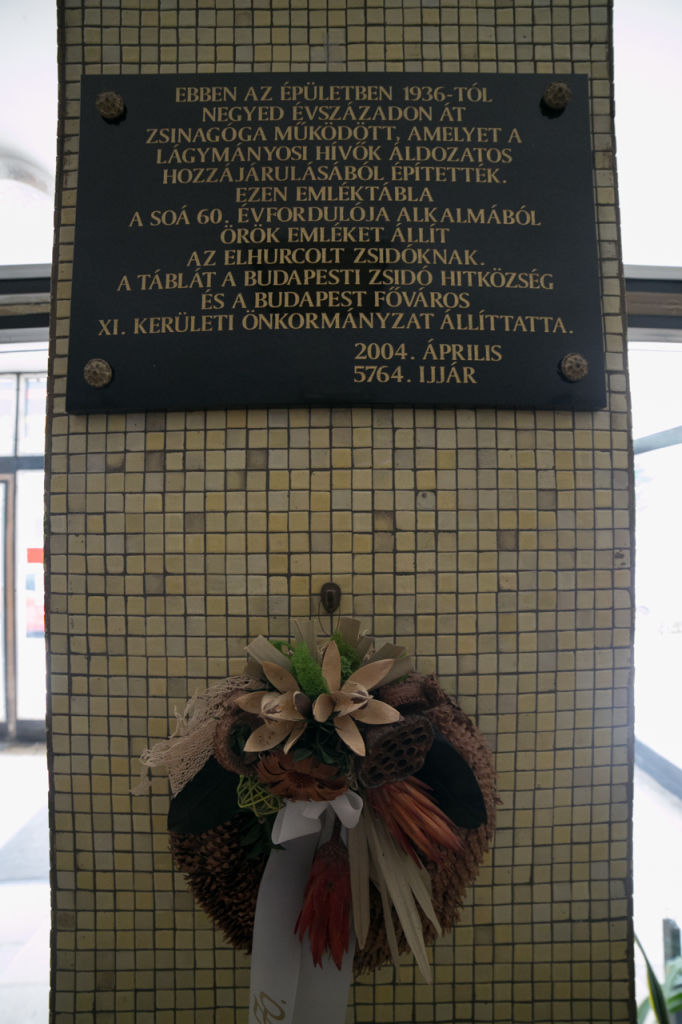 EBBEN AZ ÉPÜLETBEN 1936-TÓL
NEGYED ÉVSZÁZADON ÁT
ZSINAGÓGA MŰKÖDÖTT, AMELYET A
LÁGYMÁNYOSI HÍVŐK ÁLDOZATOS
HOZZÁJÁRULÁSÁBÓL ÉPÍTETTÉK.
EZEN EMLÉKTÁBLA
A SOÁ 60. ÉVFORDULÓJA ALKALMÁBÓL
ÖRÖK EMLÉKET ÁLLÍT
AZ ELHURCOLT ZSIDÓKNAK.
A TÁBLÁT A BUDAPESTI ZSIDÓ HITKÖZSÉG
ÉS A BUDAPEST FŐVÁROS
XI. KERÜLETI ÖNKORMÁNYZAT ÁLLÍTTATTA.
2004. ÁPRILIS
5764. IJJÁR